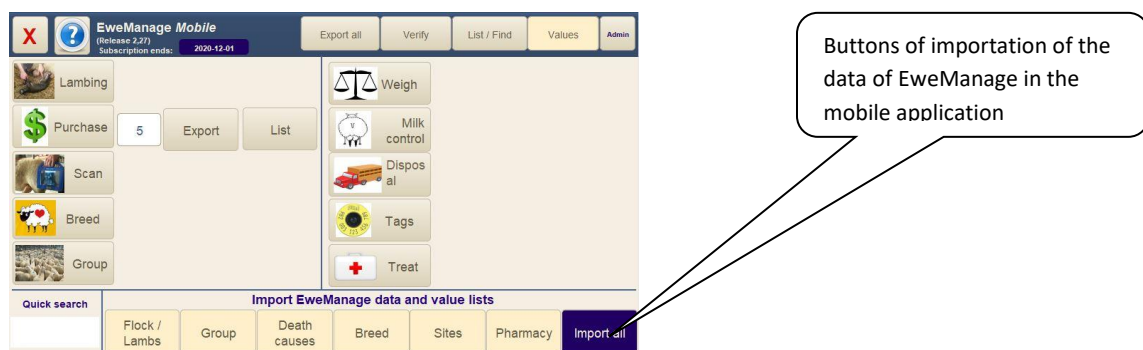 X
?
EweManage Mobile
(Release 2,27)
Subscription ends: 2020-12-01
Export all
Verify
List / Find
Values
Admin
Lambing
Purchase
5
Export
List
Scan
Breed
Group
Weigh
Milk
control
Dispos
al
Tags
Treat
Quick search
Import EweManage data and value lists
Flock /
Lambs
Group
Death
causes
Breed
Sites
Pharmacy
Import all
Buttons of importation of the
data of EweManage in the
mobile application